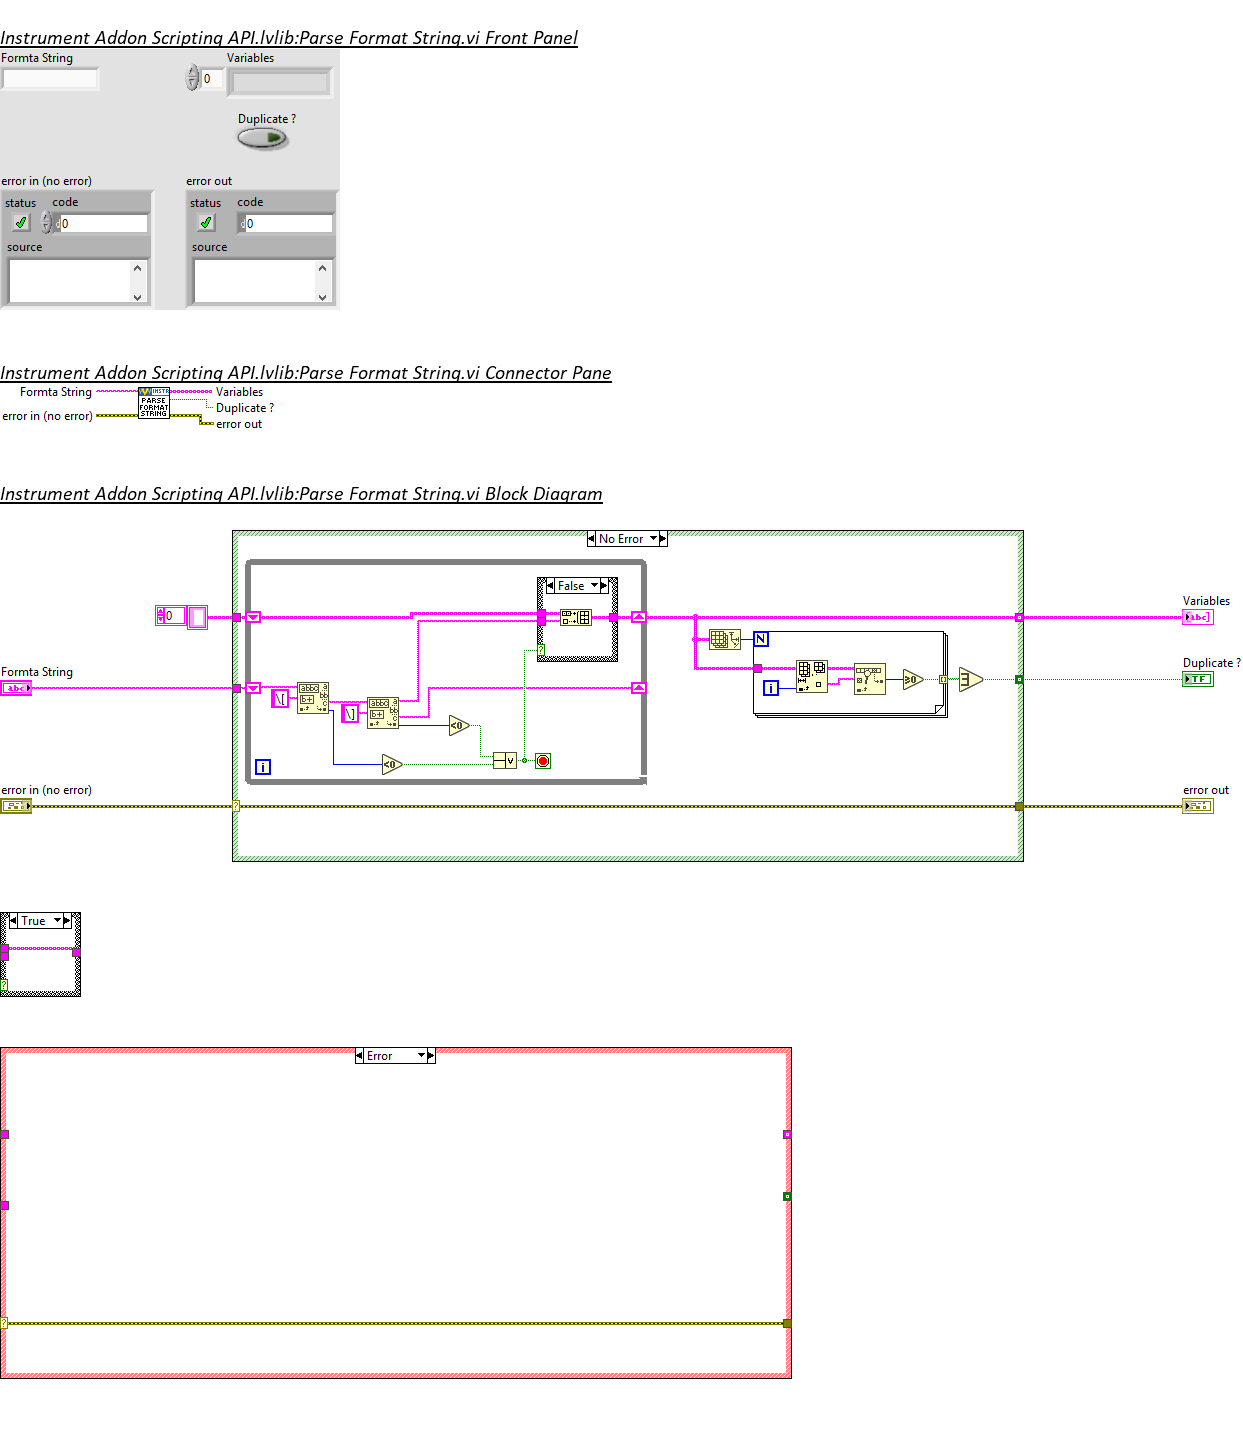 Instrument Addon Scripting API.lvlib:Parse Format String.vi Front Panel
Formta String
Variables
0
Duplicate ?
error in (no error)
error out
status code
status code
0
0
source
source
Instrument Addon Scripting API.lvlib:Parse Format String.vi Connector Pane
Formta String
INSTR
Variables
PARSE
FORMAT
STRING
Duplicate ?
error in (no error)
error out
Instrument Addon Scripting API.lvlib:Parse Format String.vi Block Diagram
No Error
False
0
Variables
abc]
N
Formta String
abc
Duplicate ?
TF
\[
\]
i
≥0
<0
<0
V
i
error in (no error)
error out
True
Error